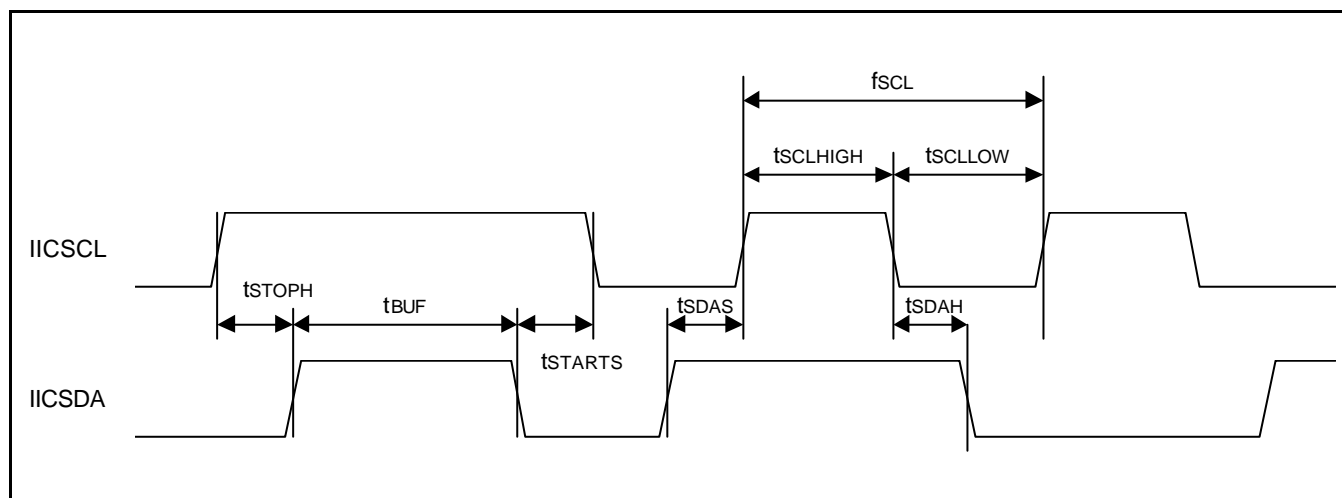 fSCL
tSCLHIGH tSCLLOW
IICSCL
tSTOPH tBUF tSDAS tSDAH
tSTARTS
IICSDA